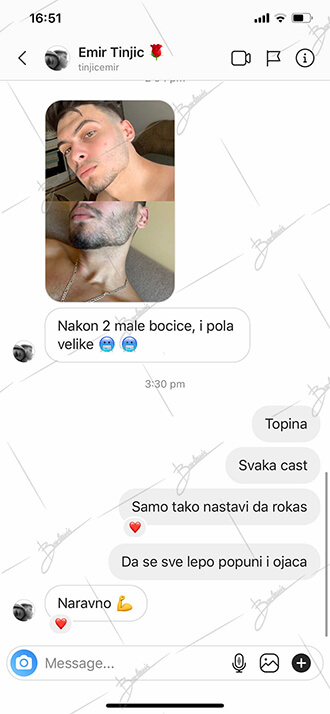 16:51
Emir Tinjic 🌹
tinjicemir
Nakon 2 male bocice, i pola
velike 🥶 🥶
3:30 pm
Topina
Svaka cast
Samo tako nastavi da rokas
❤️
Da se sve lepo popuni i ojaca
Naravno 💪
❤️
Message...